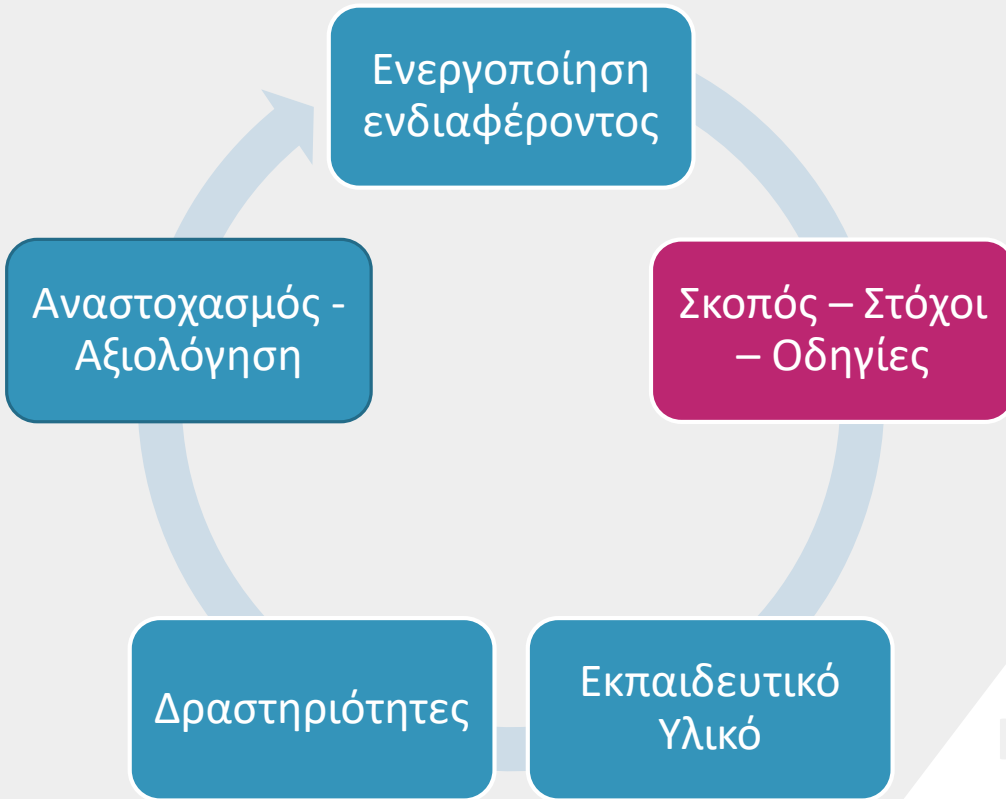 Ενεργοποίηση
ενδιαφέροντος
Σκοπός – Στόχοι
– Οδηγίες
Εκπαιδευτικό
Υλικό
Δραστηριότητες
Αναστοχασμός -
Αξιολόγηση